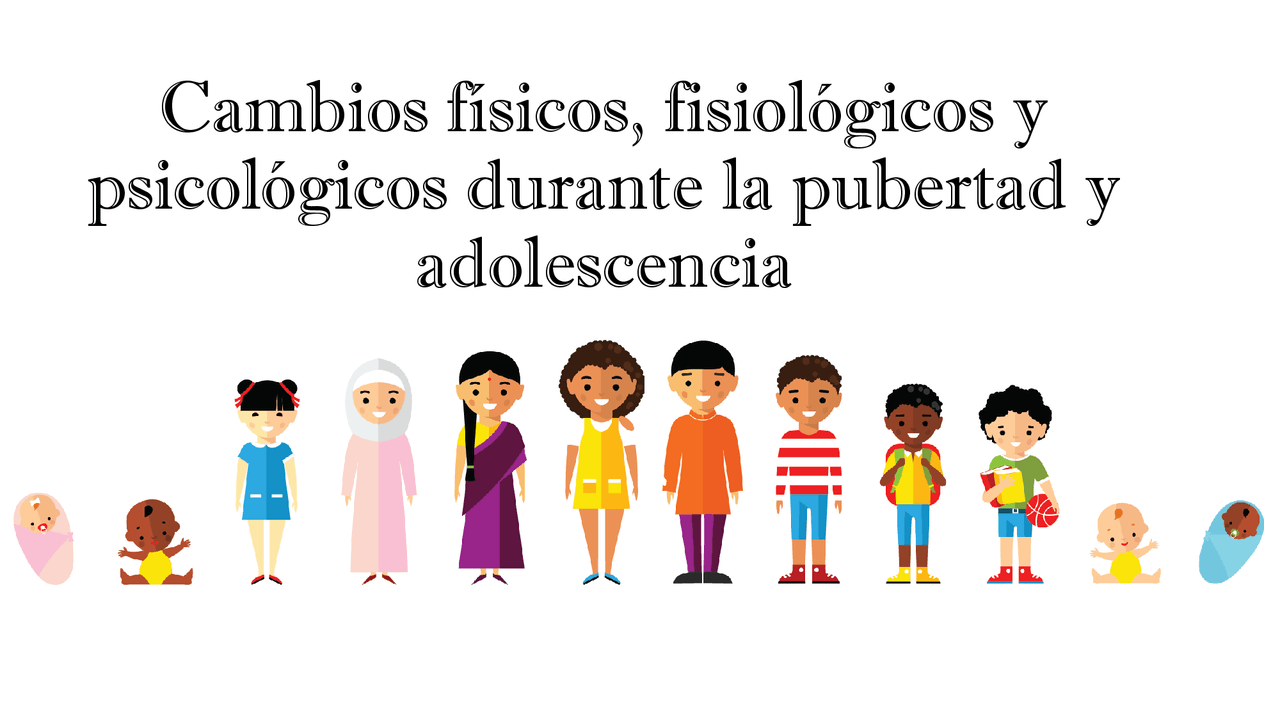 Cambios físicos, fisiológicos y
psicológicos durante la pubertad y
adolescencia